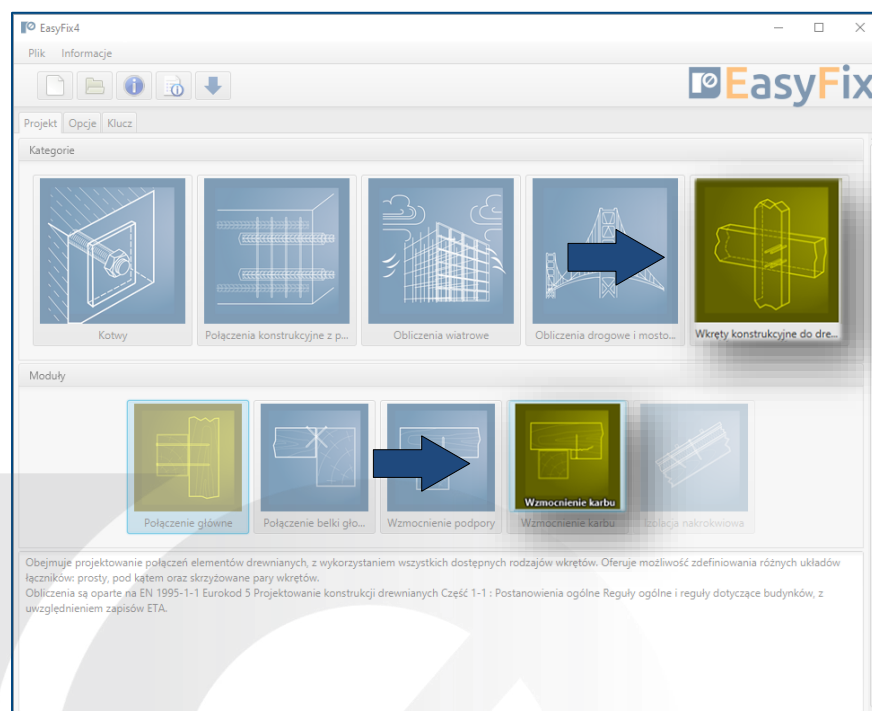 EasyFix4
Plik Informacje
EasyFix
Projekt Opcje Klucz
Kategorie
Kotwy
Połączenia konstrukcyjne z p...
Obliczenia wiatrowe
Obliczenia drogowe i mosto...
Wkręty konstrukcyjne do dre...
Moduły
Wzmocnienie karbu
Połączenie główne
Połączenie belki gło...
Wzmocnienie podpory
Wzmocnienie karbu
Izolacja nakrokwiowa
Obejmuje projektowanie połączeń elementów drewnianych, z wykorzystaniem wszystkich dostępnych rodzajów wkrętów. Oferuje możliwość zdefiniowania różnych układów
łączników: prosty, pod kątem oraz skrzyżowane pary wkrętów.
Obliczenia są oparte na EN 1995-1-1 Eurokod 5 Projektowanie konstrukcji drewnianych Część 1-1 : Postanowienia ogólne Reguły ogólne i reguły dotyczące budynków, z
uwzględnieniem zapisów ETA.